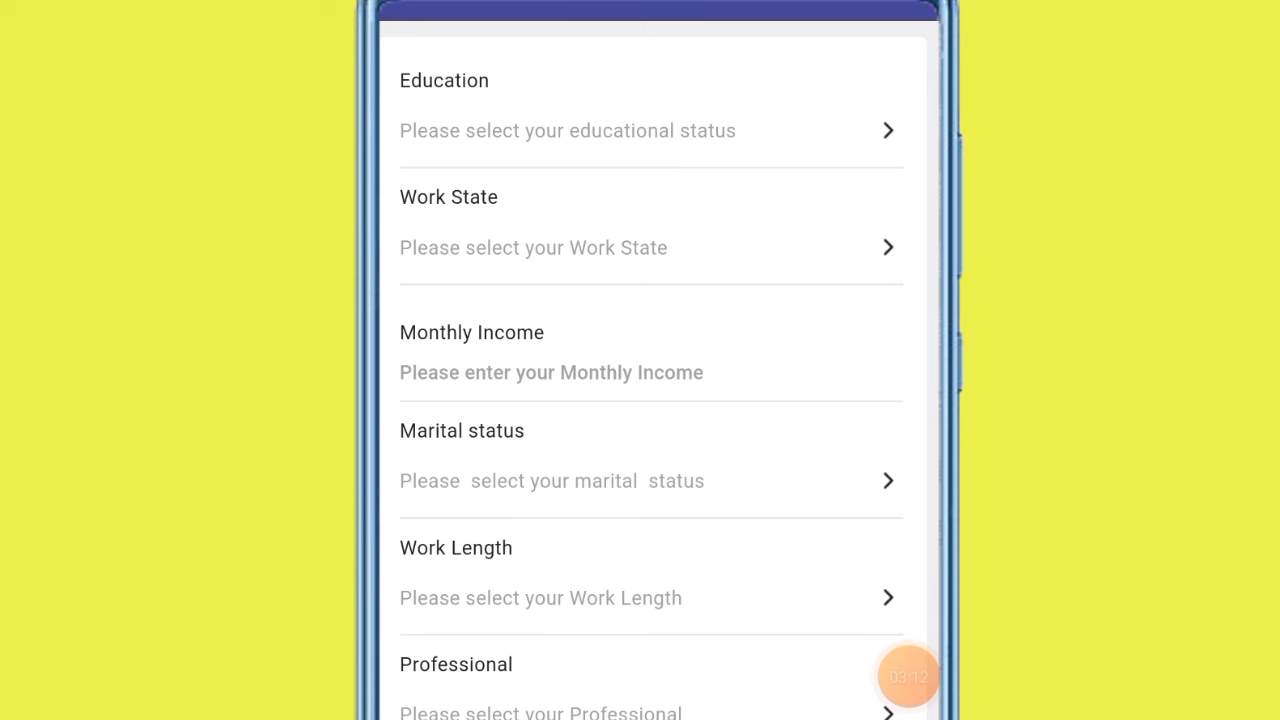 Education
Please select your educational status
Work State
Please select your Work State
Monthly Income
Please enter your Monthly Income
Marital status
Please select your marital status
Work Length
Please select your Work Length
Professional
03:12
Please select your Professional